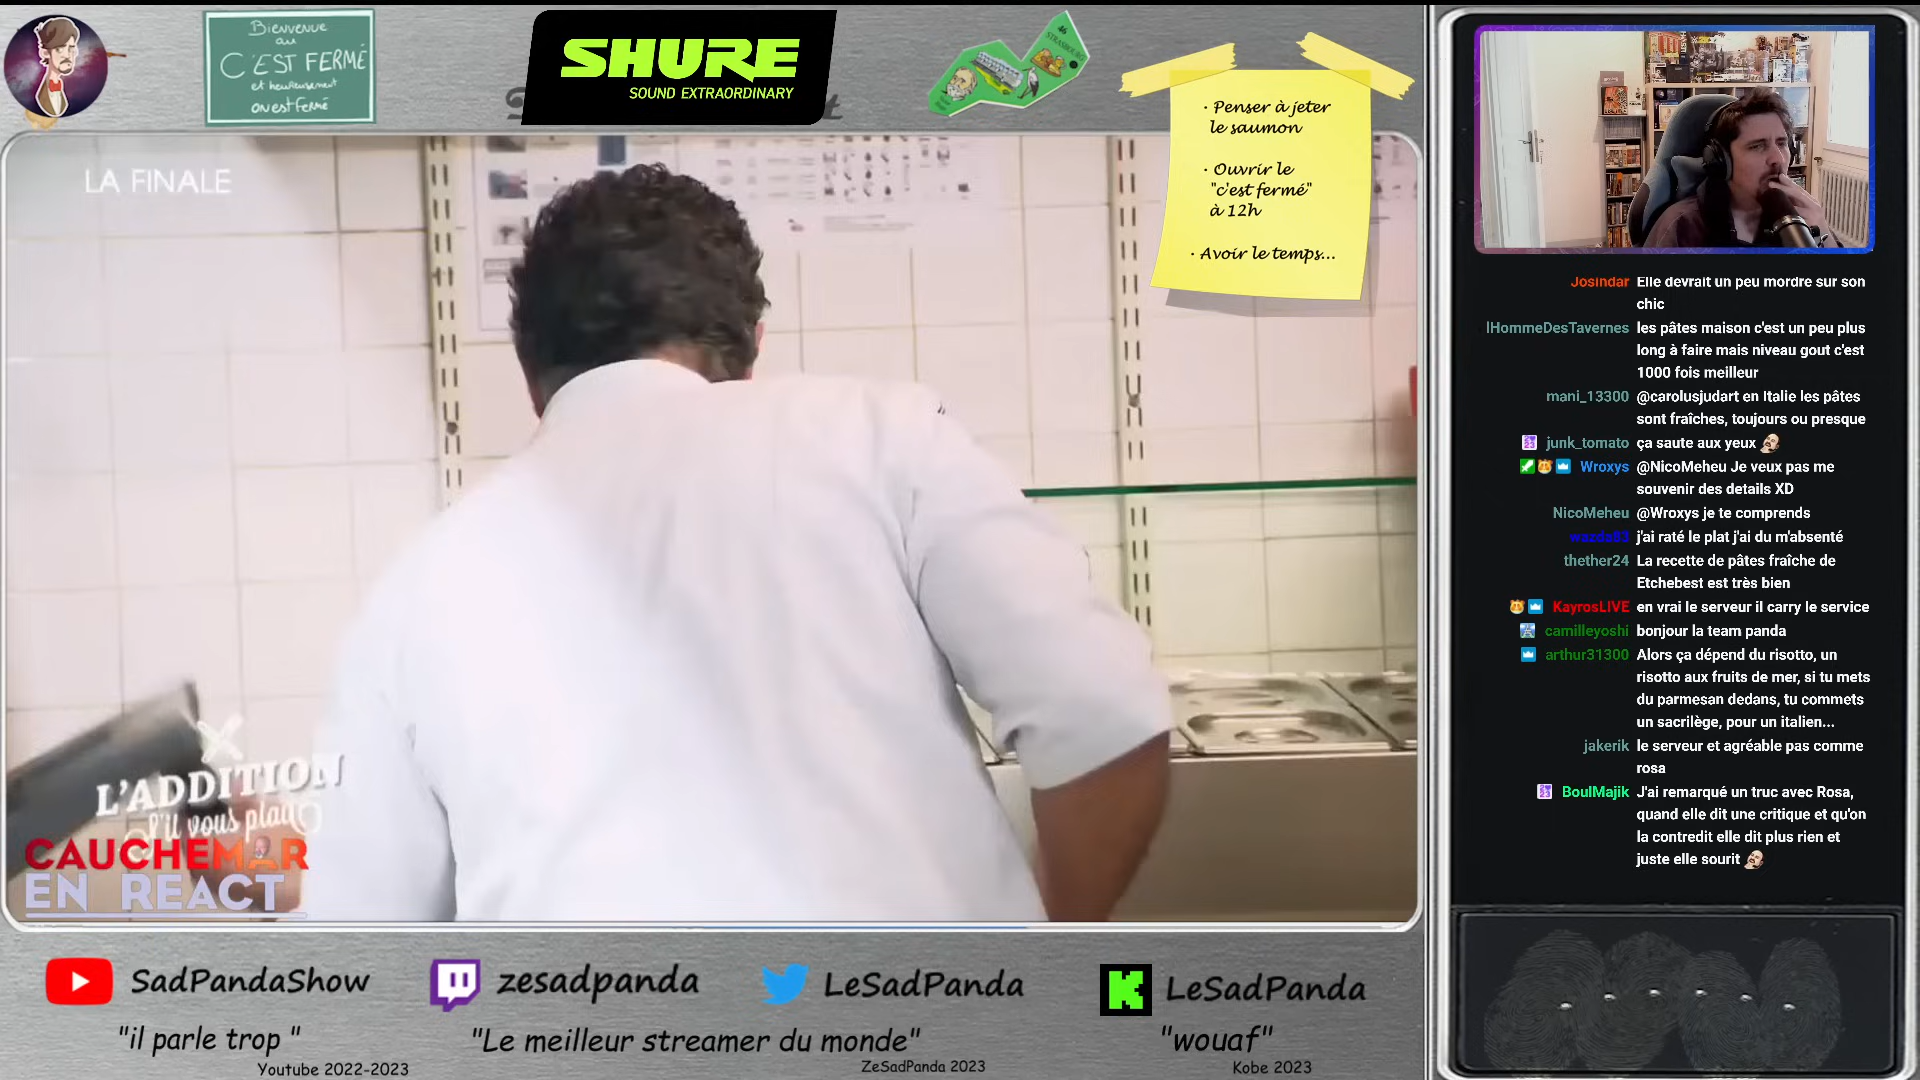 Bienvenue
au
C'EST FERMÉ
et heureusement
on est fermé
SHURE
SOUND EXTRAORDINARY
46
STRASBOURG
· Penser à jeter
le saumon
· Ouvrir le
"c'est fermé"
à 12h
· Avoir le temps...
LA FINALE
L'ADDITION
S'il vous plaît
CAUCHEMAR
EN REACT
SadPandaShow
"il parle trop "
Youtube 2022-2023
zesadpanda
"Le meilleur streamer du monde"
ZeSadPanda 2023
LeSadPanda
LeSadPanda
"wouaf"
Kobe 2023
Josindar Elle devrait un peu mordre sur son
chic
lHommeDesTavernes les pâtes maison c'est un peu plus
long à faire mais niveau gout c'est
1000 fois meilleur
mani_13300 @carolusjudart en Italie les pâtes
sont fraîches, toujours ou presque
junk_tomato ça saute aux yeux
Wroxys @NicoMeheu Je veux pas me
souvenir des details XD
NicoMeheu @Wroxys je te comprends
wazda83 j'ai raté le plat j'ai du m'absenté
thether24 La recette de pâtes fraîche de
Etchebest est très bien
KayrosLIVE en vrai le serveur il carry le service
camilleyoshi bonjour la team panda
arthur31300 Alors ça dépend du risotto, un
risotto aux fruits de mer, si tu mets
du parmesan dedans, tu commets
un sacrilège, pour un italien...
jakerik le serveur et agréable pas comme
rosa
BoulMajik J'ai remarqué un truc avec Rosa,
quand elle dit une critique et qu'on
la contredit elle dit plus rien et
juste elle sourit